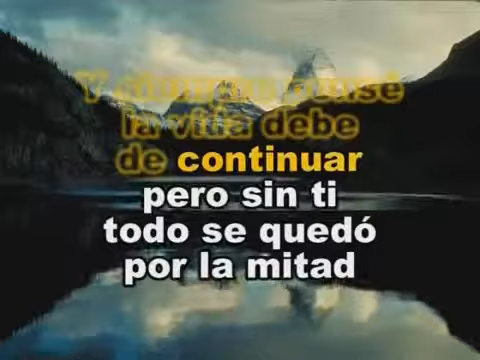 Y siempre pensé
la vida debe
de continuar
pero sin ti
todo se quedó
por la mitad